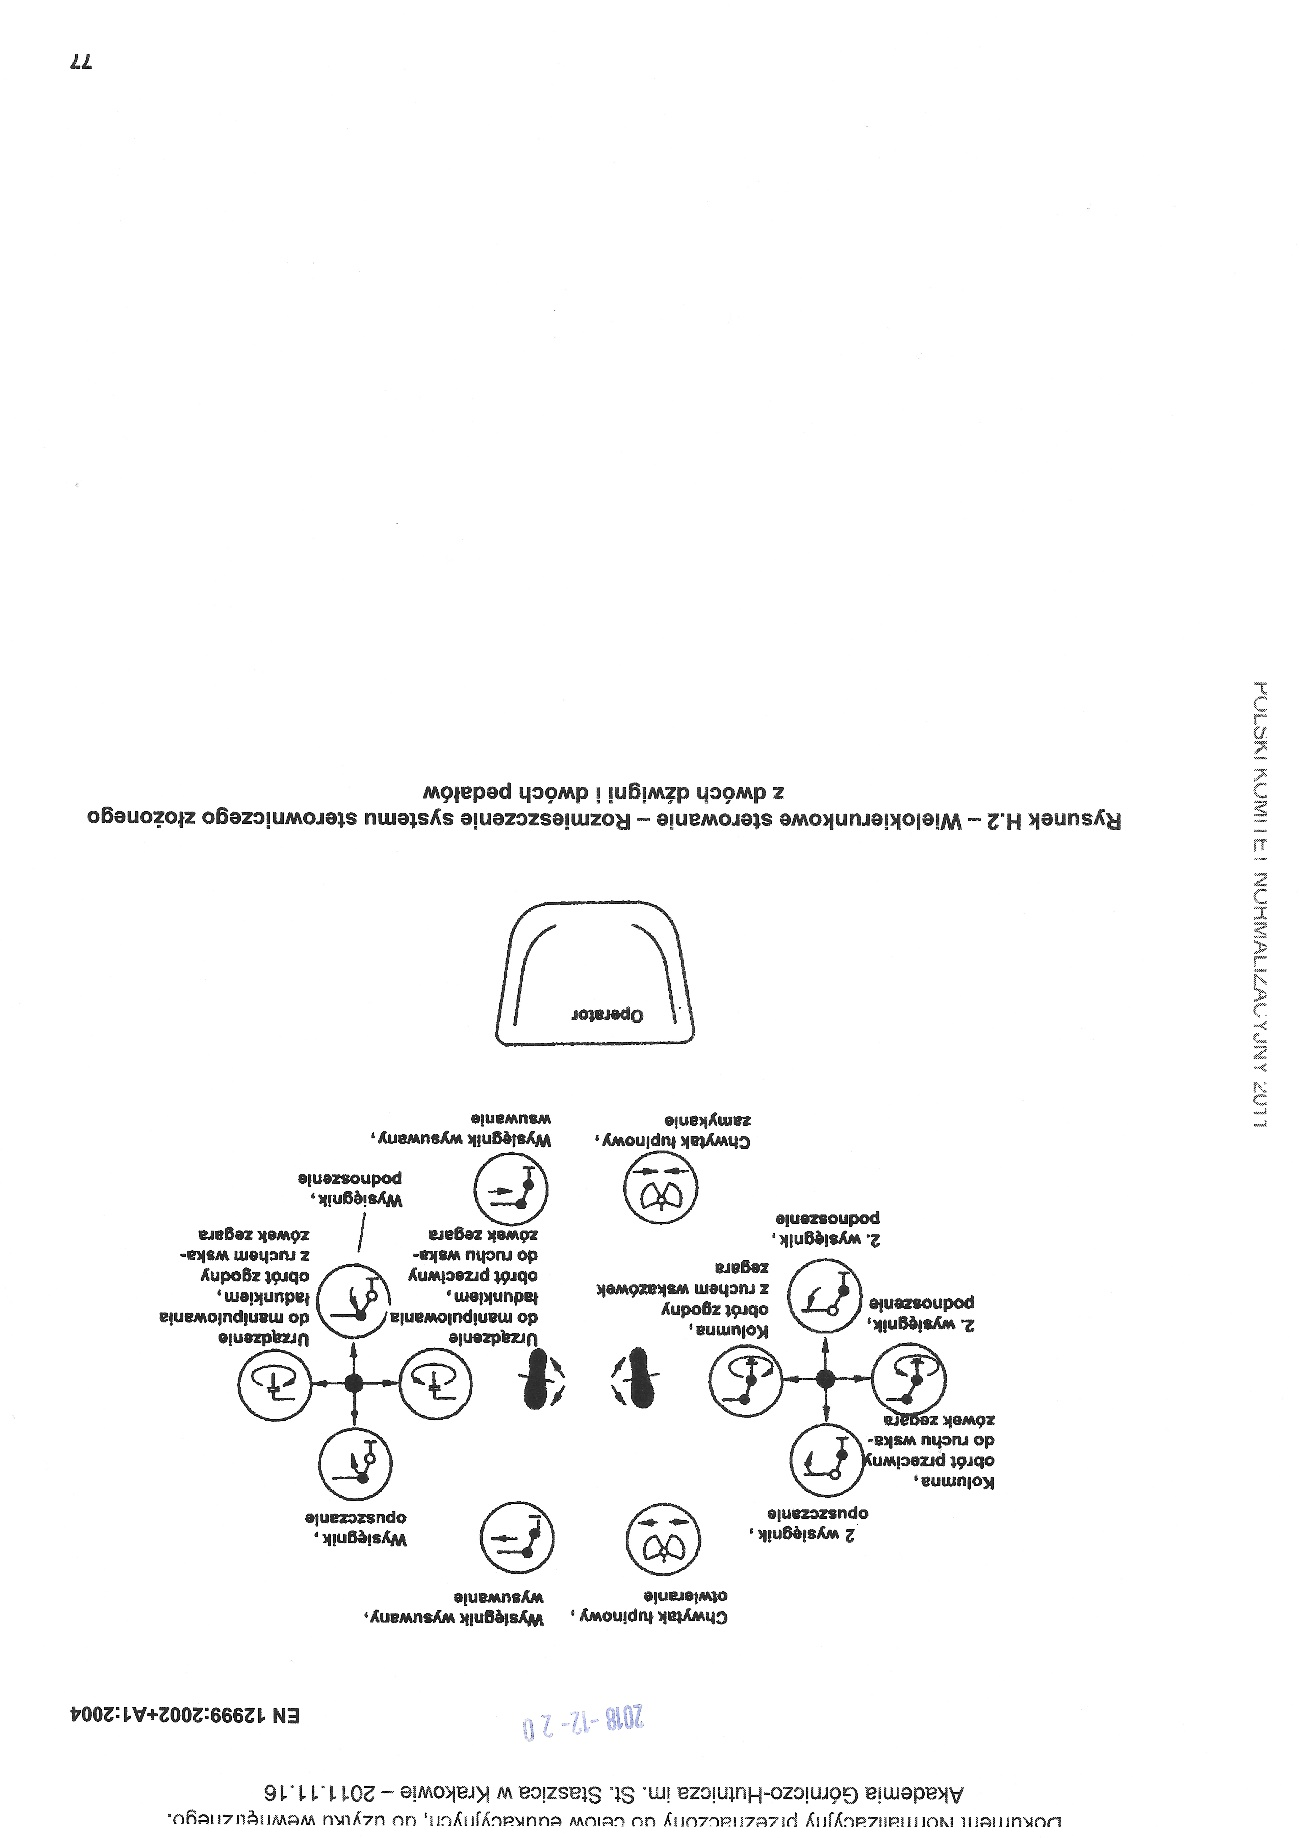 Dokument Normalizacyjny przeznaczony do celów edukacyjnych, do użytku wewnętrznego.
Akademia Górniczo-Hutnicza im. St. Staszica w Krakowie – 2011.11.16
2018 -12- 2 0
EN 12999:2002+A1:2004
Chwytak łupinowy ,
otwieranie
Wysięgnik wysuwany,
wysuwanie
2 wysięgnik ,
opuszczanie
Wysięgnik ,
opuszczanie
Kolumna ,
obrót przeciwny
do ruchu wska-
zówek zegara
2. wysięgnik,
podnoszenie
Kolumna ,
obrót zgodny
z ruchem wskazówek
zegara
2. wysięgnik ,
podnoszenie
Urządzenie
do manipulowania
ładunkiem ,
obrót przeciwny
do ruchu wska-
zówek zegara
Urządzenie
do manipulowania
ładunkiem,
obrót zgodny
z ruchem wska-
zówek zegara
Wysięgnik ,
podnoszenie
Chwytak łupinowy ,
zamykanie
Wysięgnik wysuwany ,
wsuwanie
Operator
Rysunek H.2 – Wielokierunkowe sterowanie – Rozmieszczenie systemu sterowniczego złożonego
z dwóch dźwigni i dwóch pedałów
POLSKI KOMITET NORMALIZACYJNY 2011
77